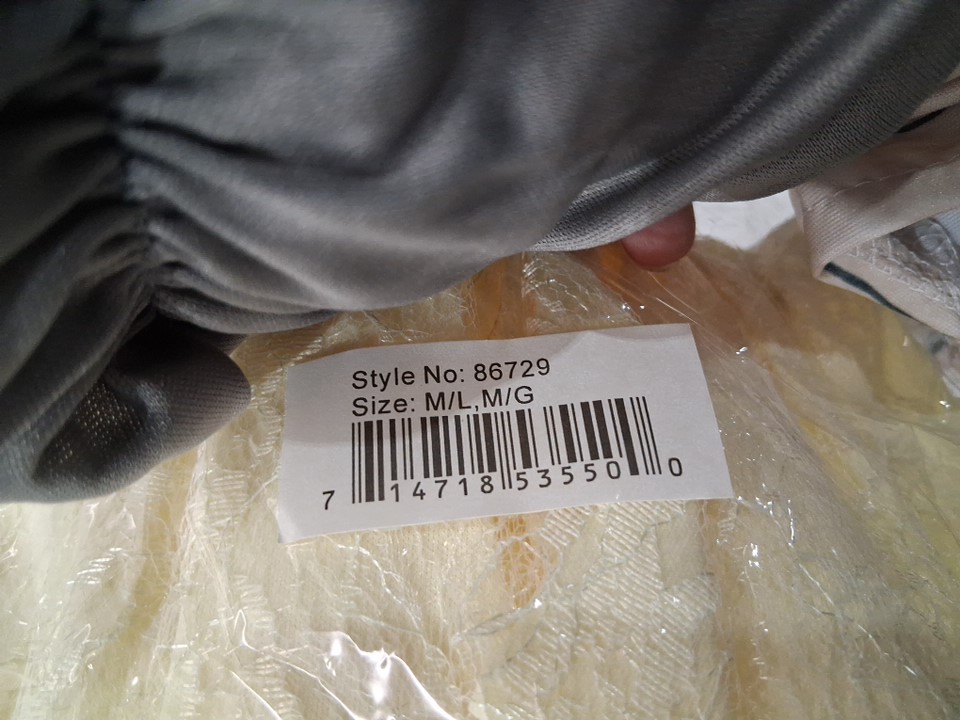 Style No: 86729
Size: M/L,M/G
7 14718 53550 0